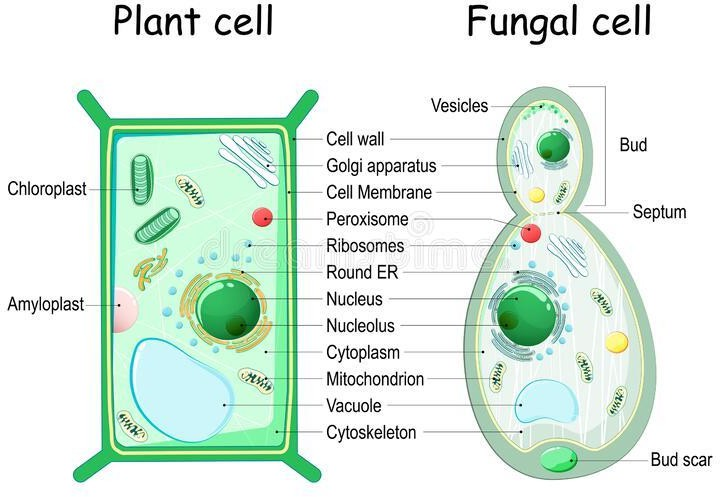 Plant cell
Fungal cell
Vesicles
Cell wall
Bud
Golgi apparatus
Chloroplast
Cell Membrane
Septum
Peroxisome
Ribosomes
dreamstime
Round ER
Amyloplast
Nucleus
Nucleolus
Cytoplasm
Mitochondrion
Vacuole
Cytoskeleton
Bud scar